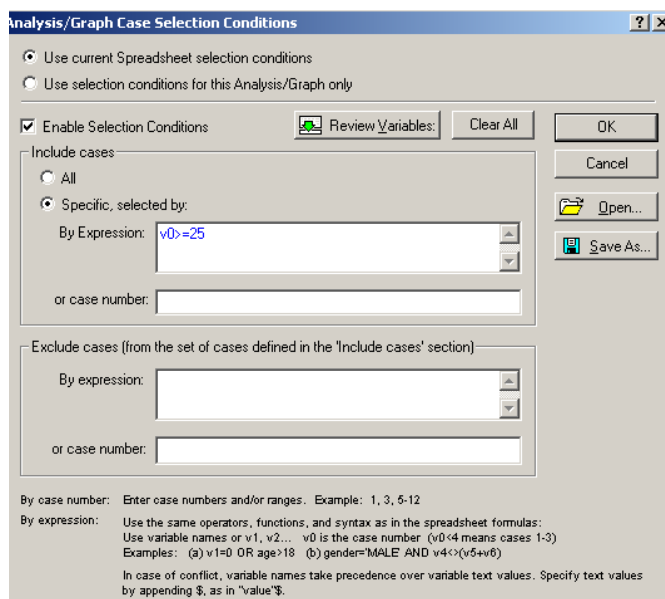 Analysis/Graph Case Selection Conditions
Use current Spreadsheet selection conditions
Use selection conditions for this Analysis/Graph only
Enable Selection Conditions
Review Variables:
Clear All
OK
Cancel
Open...
Save As...
Include cases
All
Specific, selected by:
By Expression:
v0>=25
or case number:
Exclude cases (from the set of cases defined in the 'Include cases' section)
By expression:
or case number:
By case number: Enter case numbers and/or ranges. Example: 1, 3, 5-12
By expression: Use the same operators, functions, and syntax as in the spreadsheet formulas:
Use variable names or v1, v2... v0 is the case number (v0<4 means cases 1-3)
Examples: (a) v1=0 OR age>18 (b) gender='MALE' AND v4<>(v5+v6)
In case of conflict, variable names take precedence over variable text values. Specify text values
by appending $, as in "value"$.